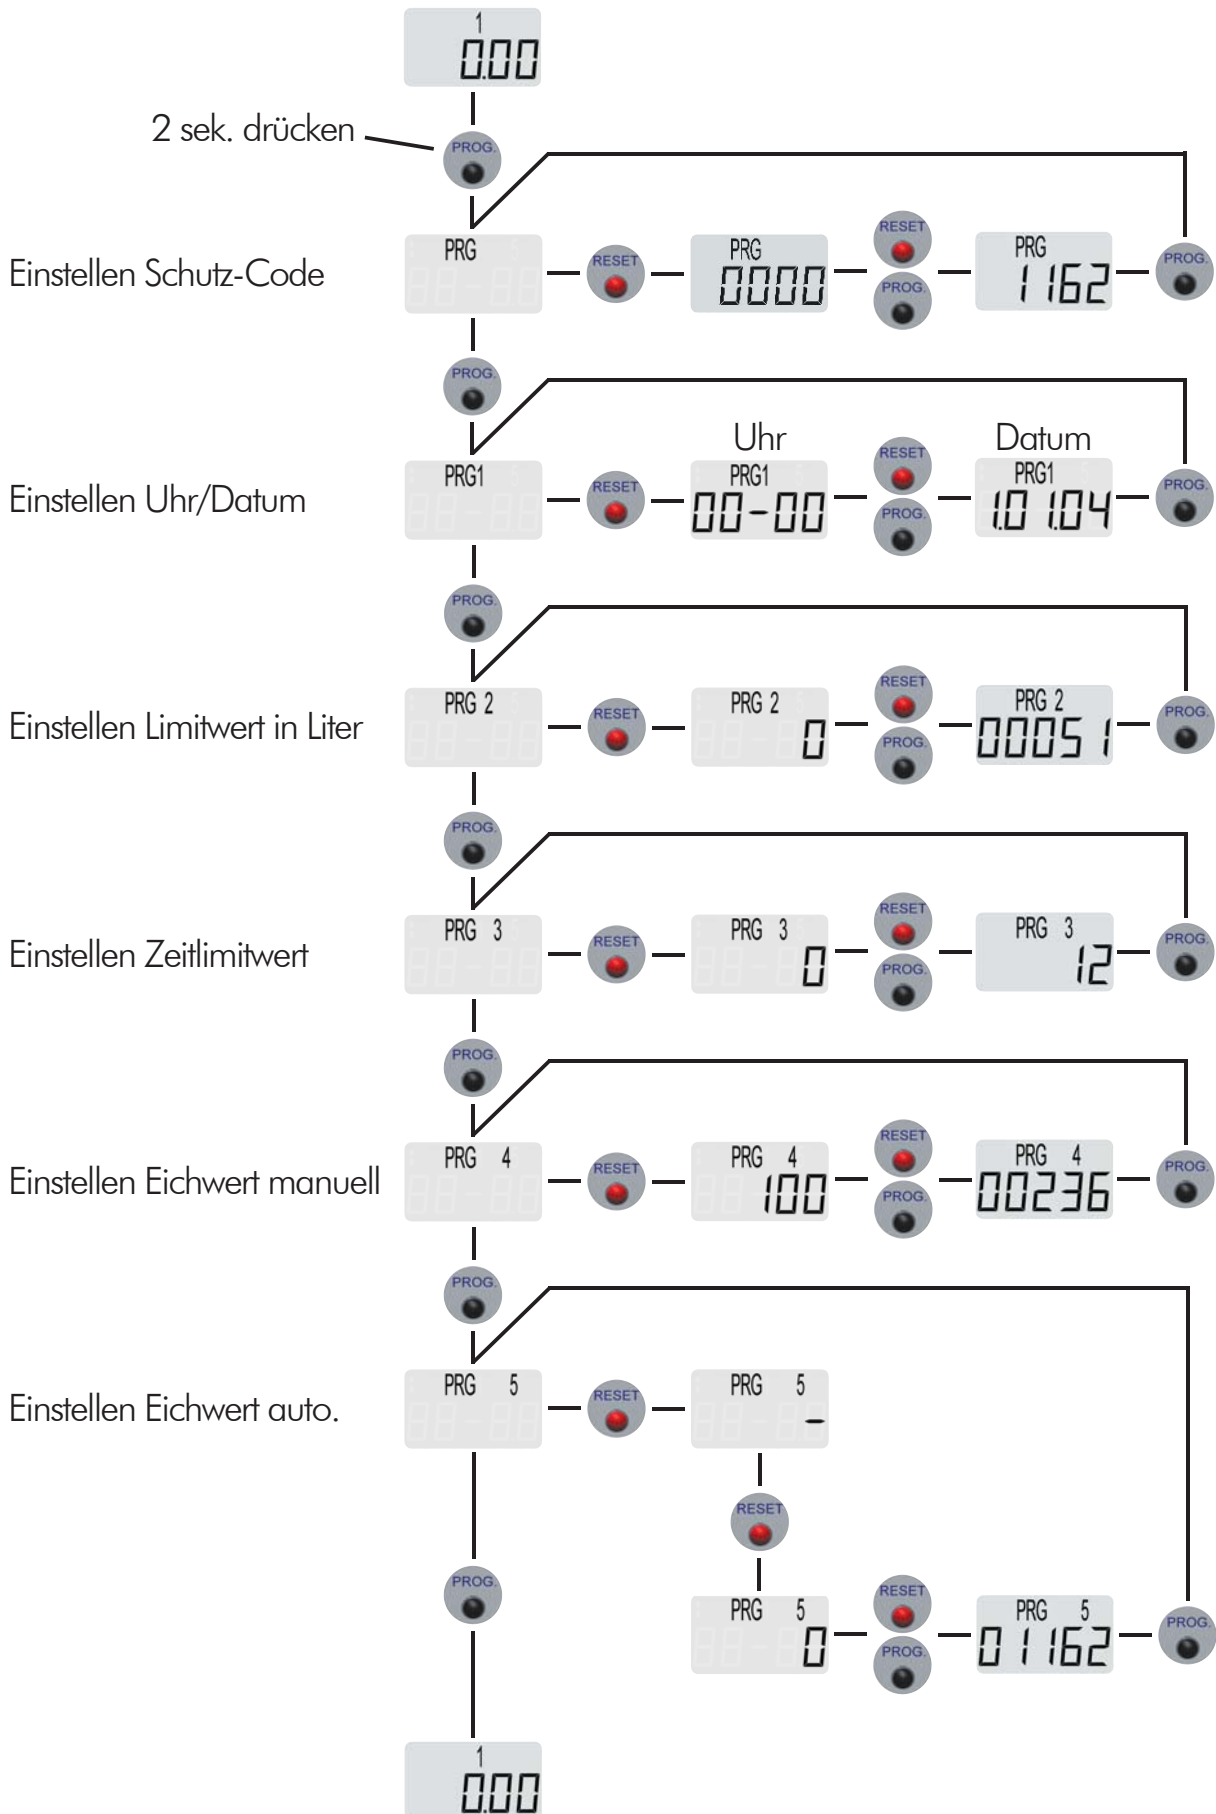 1
0.00
2 sek. drücken
PROG.
Einstellen Schutz-Code
PRG
RESET
PRG
0000
RESET
PROG.
PRG
1162
PROG.
PROG.
Einstellen Uhr/Datum
PRG1
RESET
Uhr
PRG1
00-00
RESET
PROG.
Datum
PRG1
1.01.04
PROG.
PROG.
Einstellen Limitwert in Liter
PRG 2
RESET
PRG 2
0
RESET
PROG.
PRG 2
00051
PROG.
PROG.
Einstellen Zeitlimitwert
PRG 3
RESET
PRG 3
0
RESET
PROG.
PRG 3
12
PROG.
PROG.
Einstellen Eichwert manuell
PRG 4
RESET
PRG 4
100
RESET
PROG.
PRG 4
00236
PROG.
PROG.
Einstellen Eichwert auto.
PRG 5
RESET
PRG 5
-
RESET
PROG.
PRG 5
0
RESET
PROG.
PRG 5
01162
PROG.
1
0.00